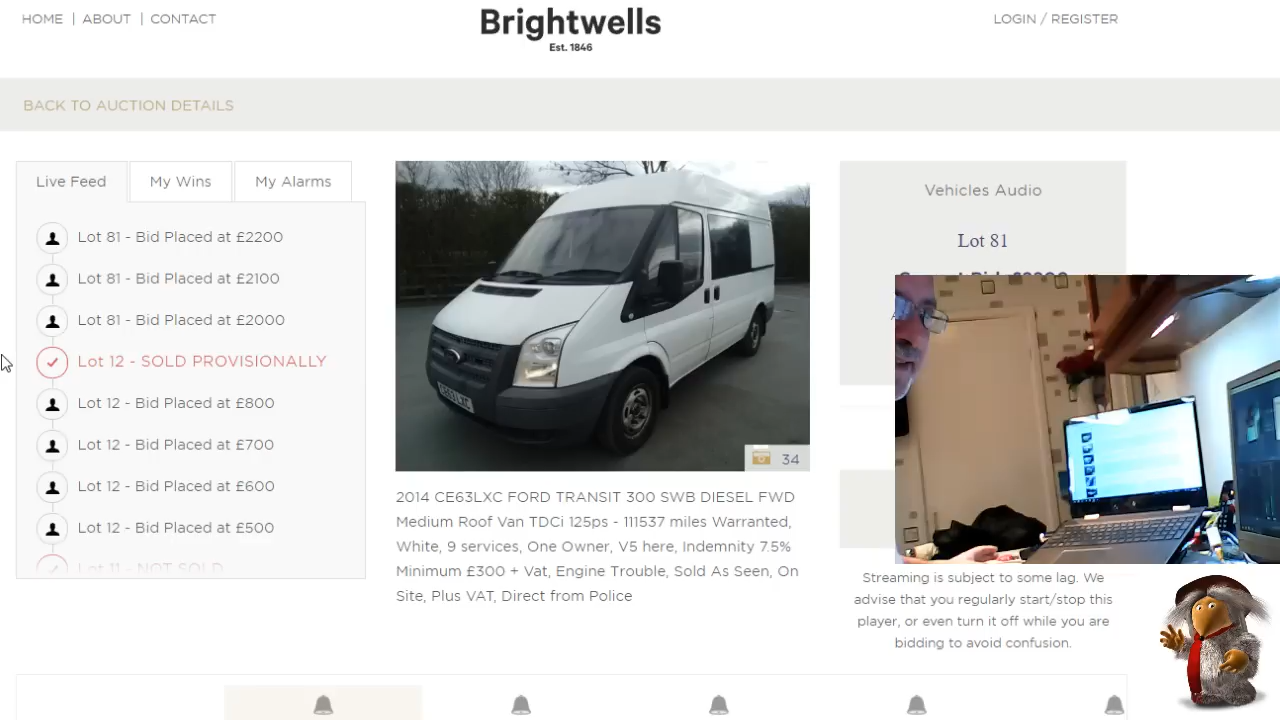 HOME | ABOUT | CONTACT
Brightwells
Est. 1846
LOGIN / REGISTER
BACK TO AUCTION DETAILS
Live Feed
My Wins
My Alarms
Lot 81 - Bid Placed at £2200
Lot 81 - Bid Placed at £2100
Lot 81 - Bid Placed at £2000
Lot 12 - SOLD PROVISIONALLY
Lot 12 - Bid Placed at £800
Lot 12 - Bid Placed at £700
Lot 12 - Bid Placed at £600
Lot 12 - Bid Placed at £500
Lot 11 - NOT SOLD
34
2014 CE63LXC FORD TRANSIT 300 SWB DIESEL FWD
Medium Roof Van TDCi 125ps - 111537 miles Warranted,
White, 9 services, One Owner, V5 here, Indemnity 7.5%
Minimum £300 + Vat, Engine Trouble, Sold As Seen, On
Site, Plus VAT, Direct from Police
Vehicles Audio
Lot 81
Streaming is subject to some lag. We
advise that you regularly start/stop this
player, or even turn it off while you are
bidding to avoid confusion.